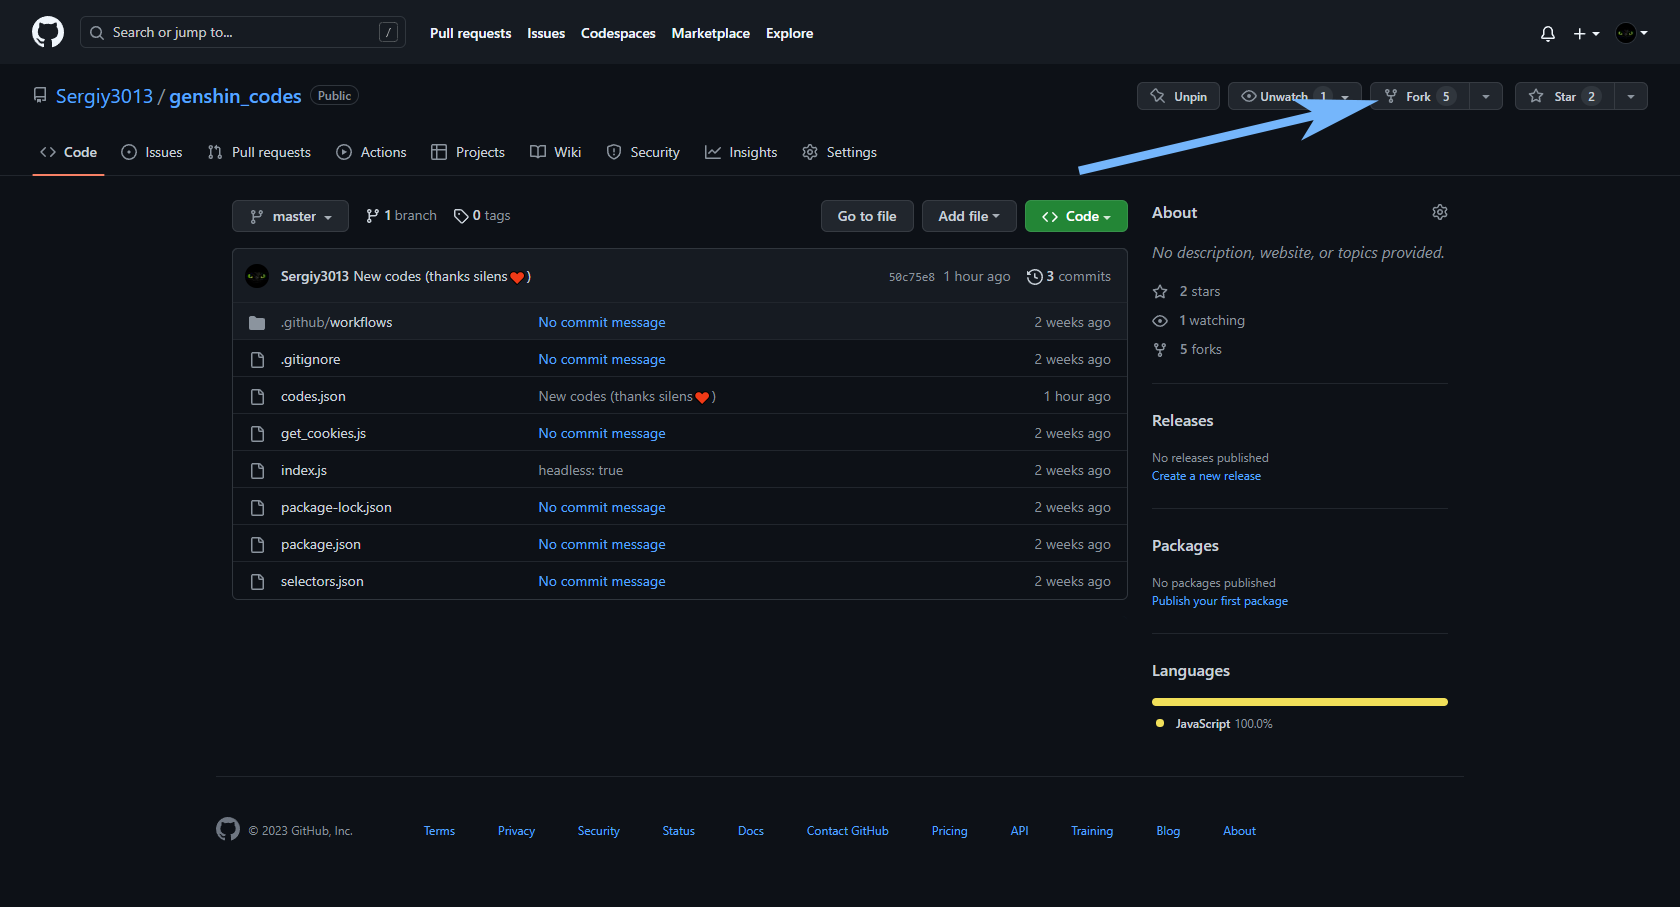 Search or jump to... / Pull requests Issues Codespaces Marketplace Explore
Sergiy3013 / genshin_codes Public Unpin Unwatch 1 Fork 5 Star 2
Code Issues Pull requests Actions Projects Wiki Security Insights Settings
master 1 branch 0 tags Go to file Add file Code
Sergiy3013 New codes (thanks silens❤️) 50c75e8 1 hour ago 3 commits
.github/workflows No commit message 2 weeks ago
.gitignore No commit message 2 weeks ago
codes.json New codes (thanks silens❤️) 1 hour ago
get_cookies.js No commit message 2 weeks ago
index.js headless: true 2 weeks ago
package-lock.json No commit message 2 weeks ago
package.json No commit message 2 weeks ago
selectors.json No commit message 2 weeks ago
About
No description, website, or topics provided.
2 stars
1 watching
5 forks
Releases
No releases published
Create a new release
Packages
No packages published
Publish your first package
Languages
JavaScript 100.0%
© 2023 GitHub, Inc. Terms Privacy Security Status Docs Contact GitHub Pricing API Training Blog About